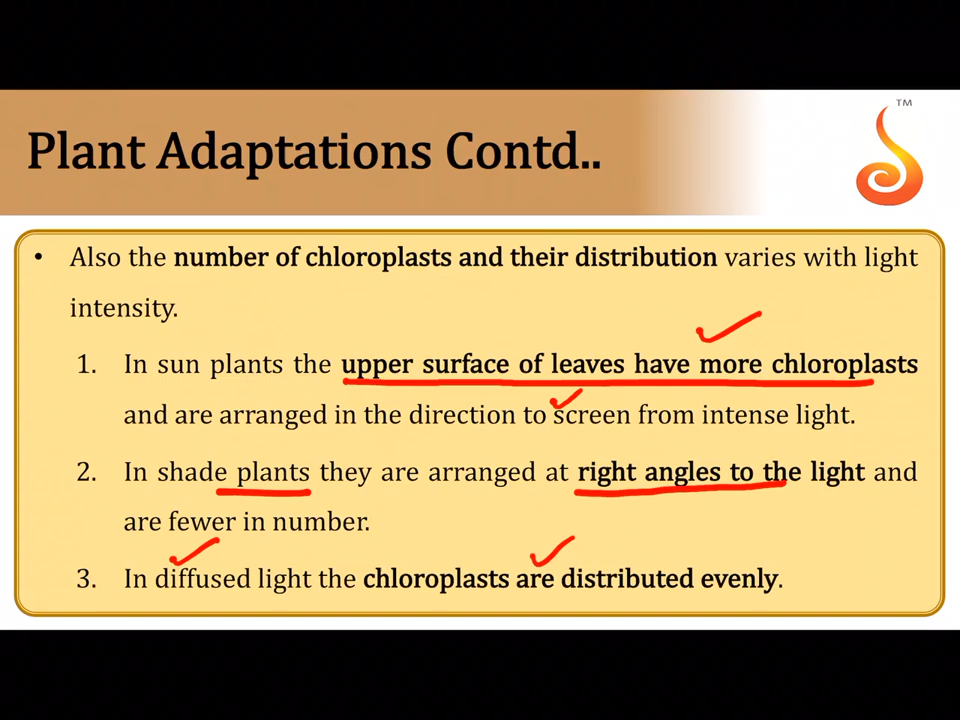 TM
Plant Adaptations Contd..
• Also the number of chloroplasts and their distribution varies with light
intensity.
1. In sun plants the upper surface of leaves have more chloroplasts
and are arranged in the direction to screen from intense light.
2. In shade plants they are arranged at right angles to the light and
are fewer in number.
3. In diffused light the chloroplasts are distributed evenly.